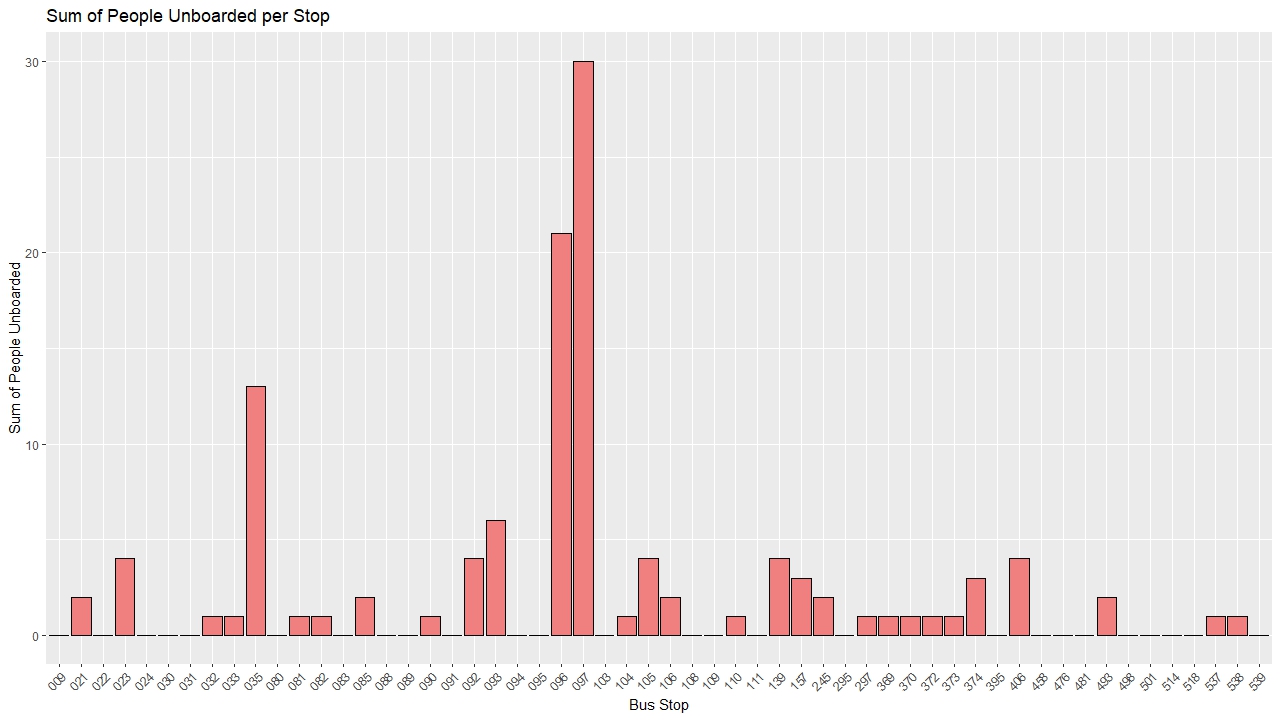 Sum of People Unboarded per Stop
Sum of People Unboarded
30
20
10
0
009 021 022 023 024 030 031 032 033 035 080 081 082 083 085 088 089 090 091 092 093 094 095 096 097 103 104 105 106 108 109 110 111 139 157 245 295 297 369 370 372 373 374 395 406 458 476 481 493 498 501 514 518 537 538 539
Bus Stop